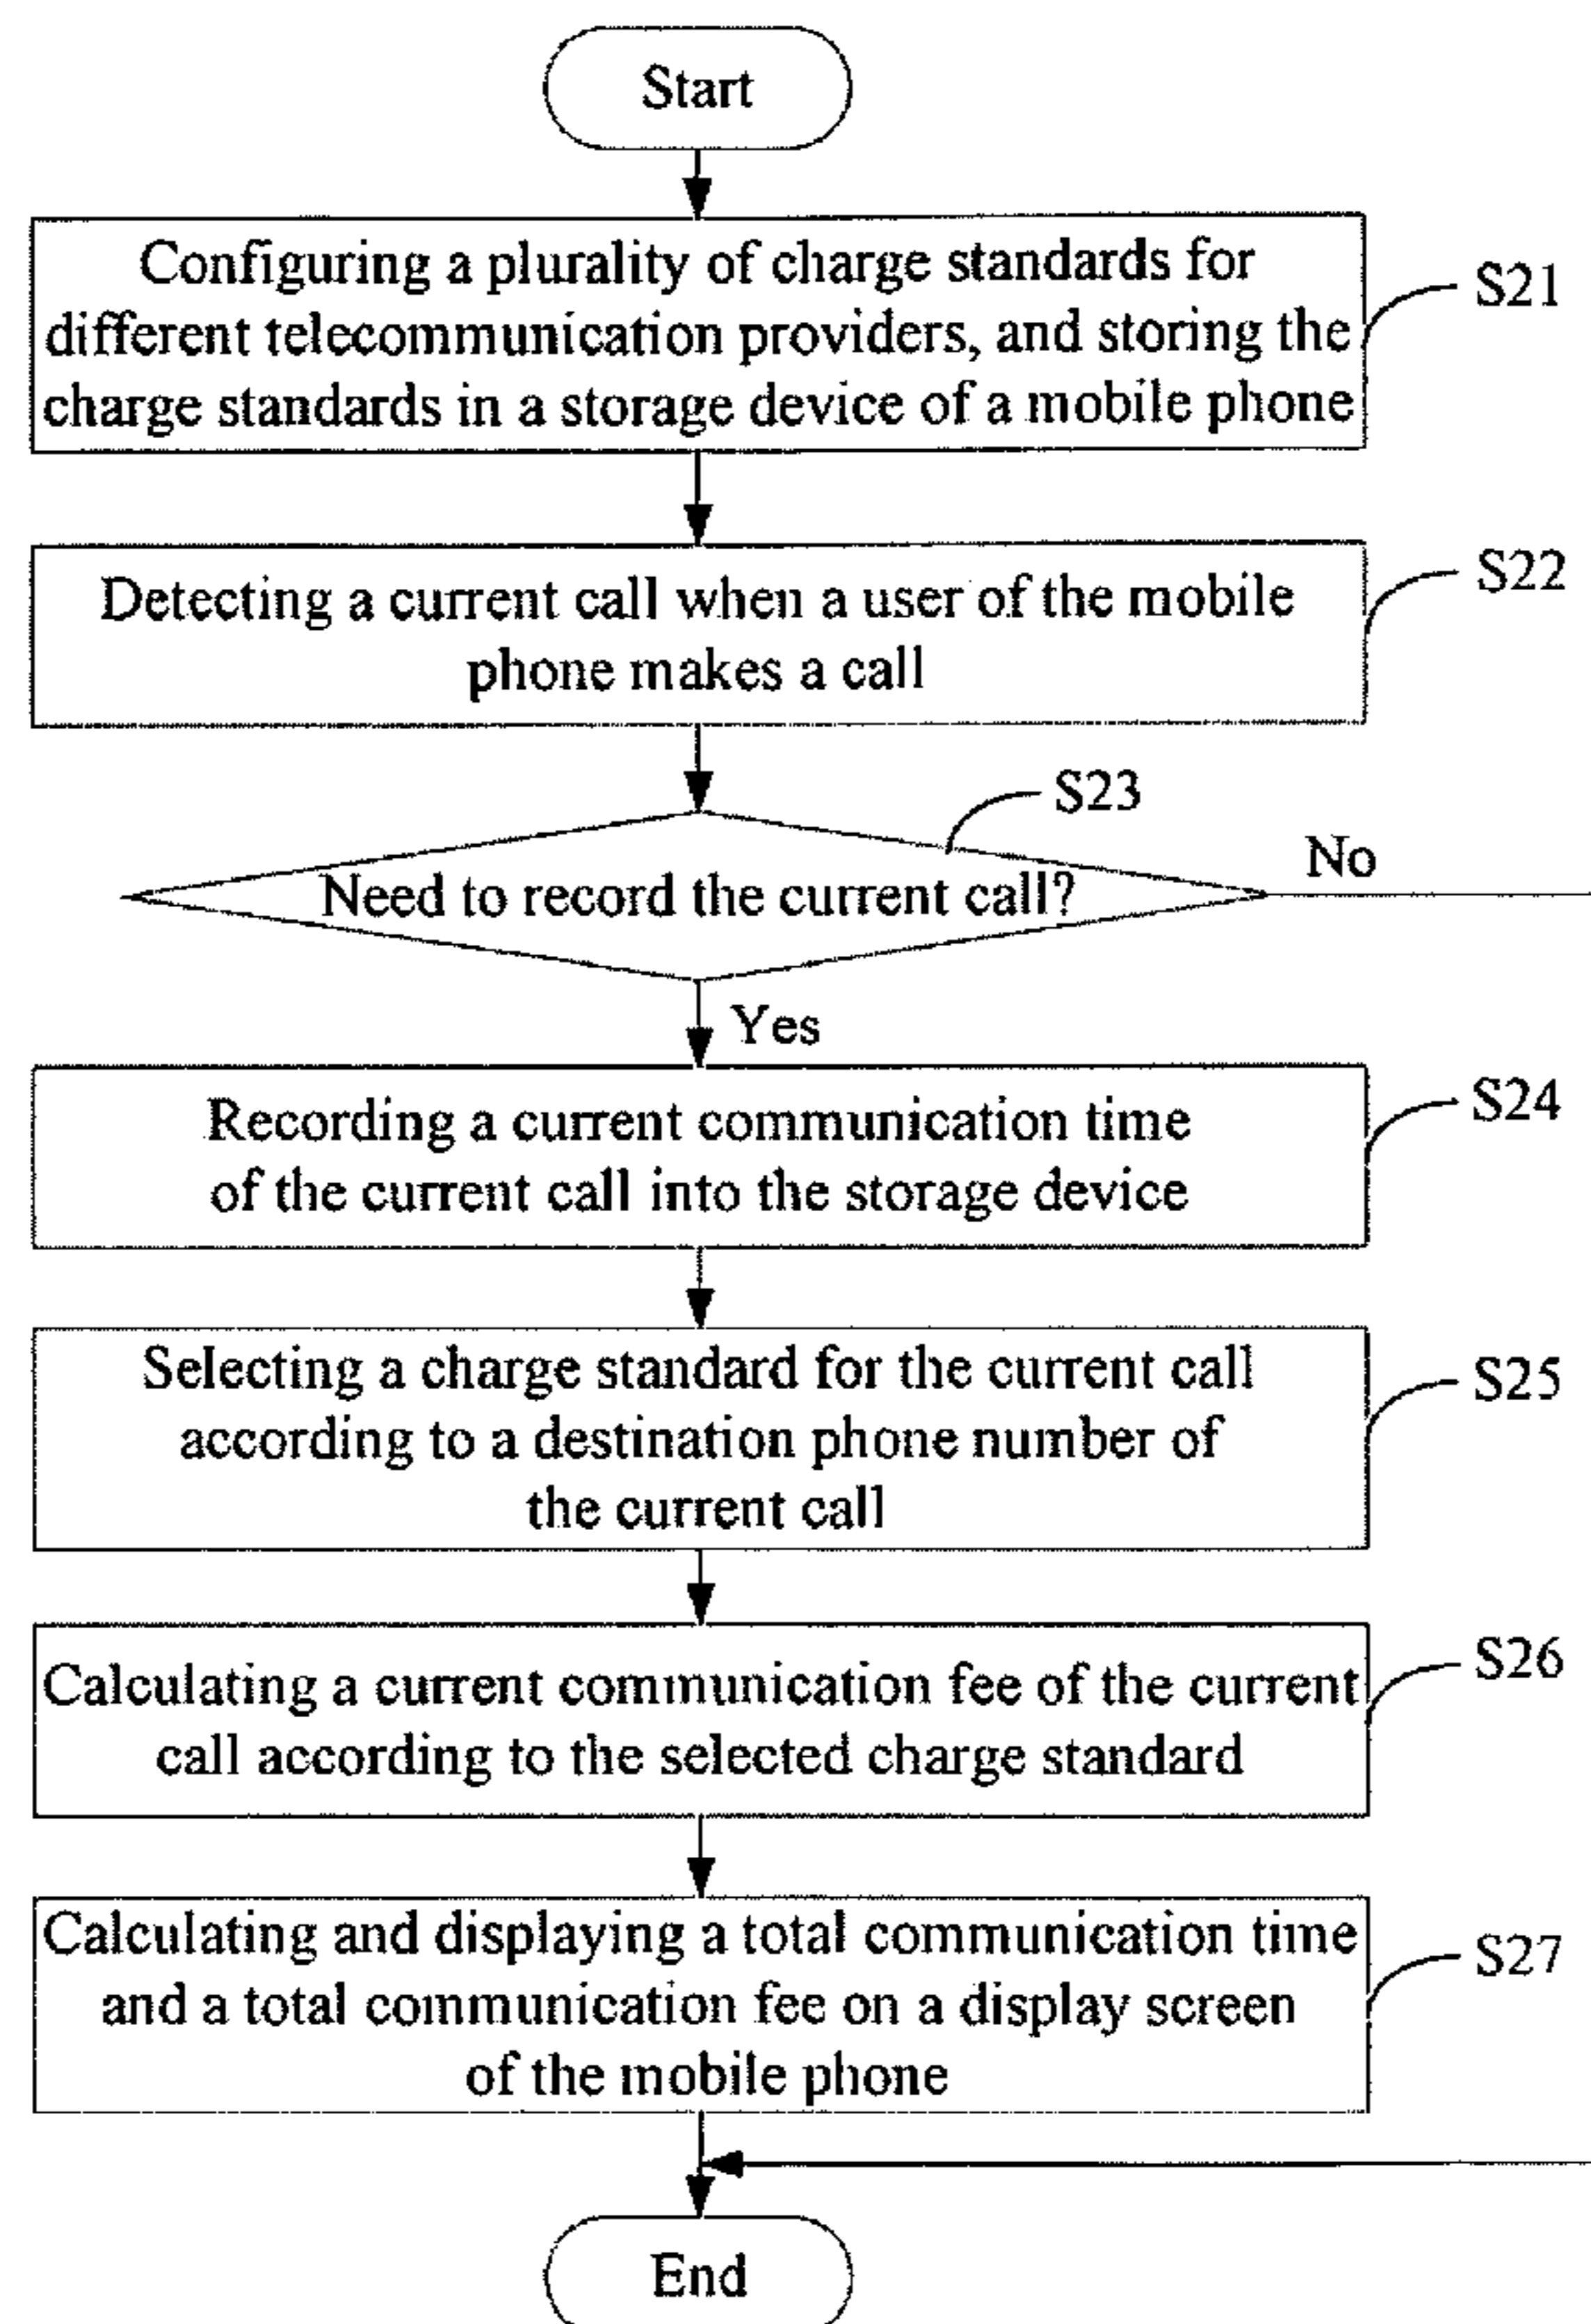 Start
Configuring a plurality of charge standards for
different telecommunication providers, and storing the
charge standards in a storage device of a mobile phone
S21
Detecting a current call when a user of the mobile
phone makes a call
S22
S23
Need to record the current call?
No
Yes
Recording a current communication time
of the current call into the storage device
S24
Selecting a charge standard for the current call
according to a destination phone number of
the current call
S25
Calculating a current communication fee of the current
call according to the selected charge standard
S26
Calculating and displaying a total communication time
and a total communication fee on a display screen
of the mobile phone
S27
End